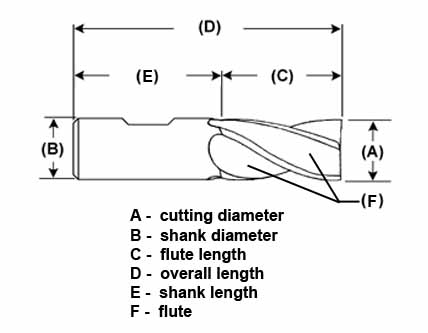 (D)
(E) (C)
(B) (A)
(F)
A - cutting diameter
B - shank diameter
C - flute length
D - overall length
E - shank length
F - flute